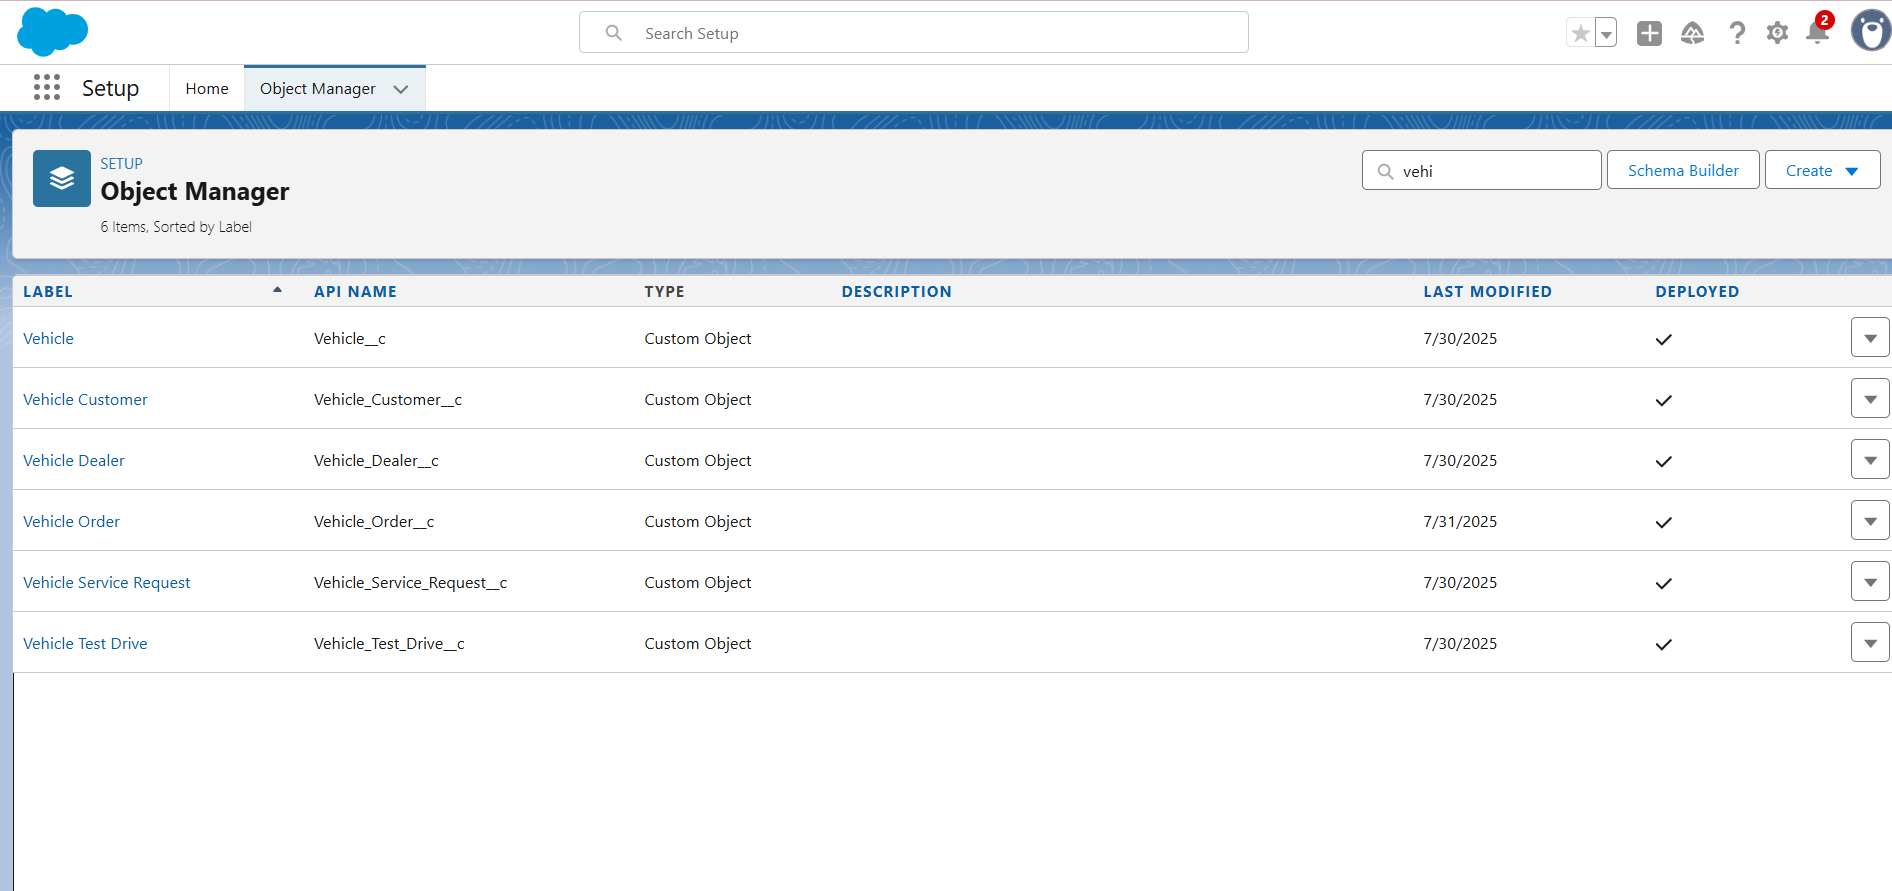 Search Setup
2
Setup Home Object Manager
SETUP
Object Manager
6 Items, Sorted by Label
vehi
Schema Builder
Create
LABEL API NAME TYPE DESCRIPTION LAST MODIFIED DEPLOYED
Vehicle Vehicle__c Custom Object 7/30/2025
Vehicle Customer Vehicle_Customer__c Custom Object 7/30/2025
Vehicle Dealer Vehicle_Dealer__c Custom Object 7/30/2025
Vehicle Order Vehicle_Order__c Custom Object 7/31/2025
Vehicle Service Request Vehicle_Service_Request__c Custom Object 7/30/2025
Vehicle Test Drive Vehicle_Test_Drive__c Custom Object 7/30/2025